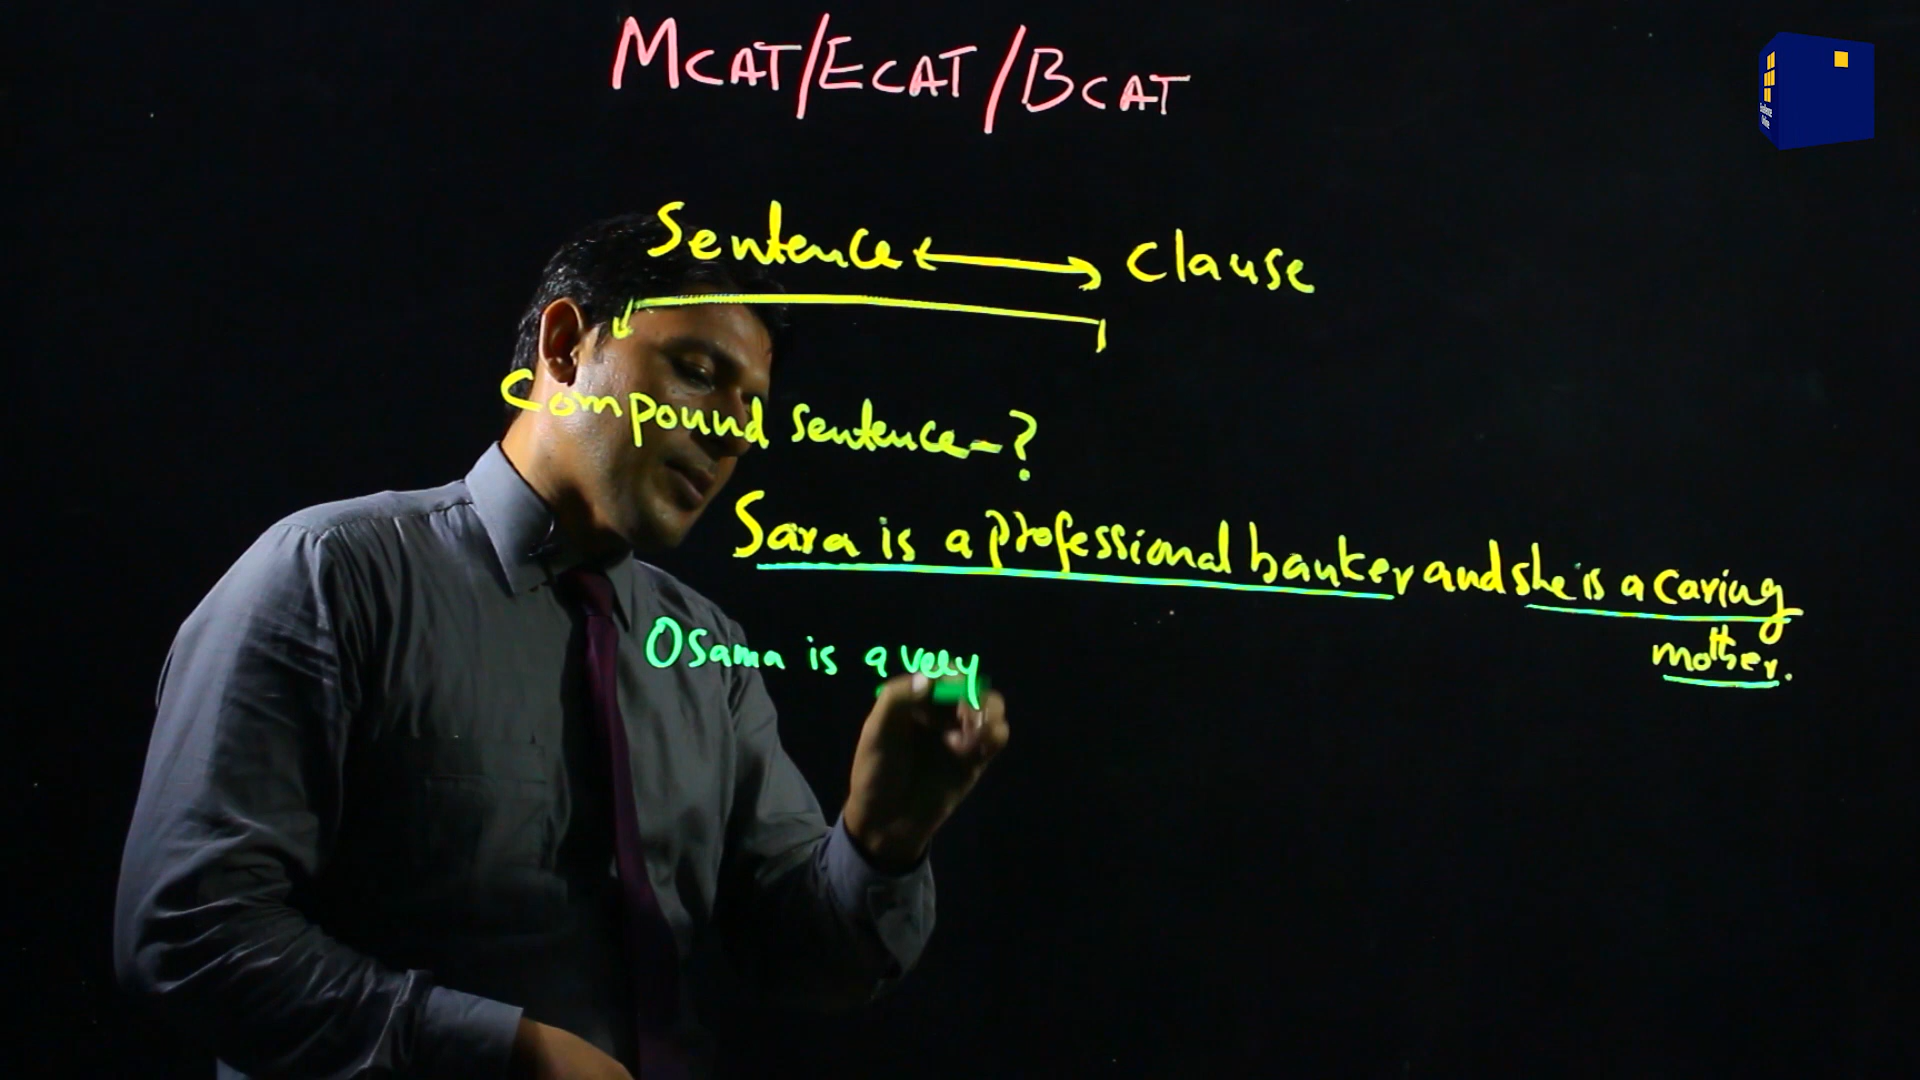 MCAT/ECAT/BCAT
Sentence ↔ Clause
Compound sentence - ?
Sara is a professional banker and she is a caring
mother.
Osama is a very